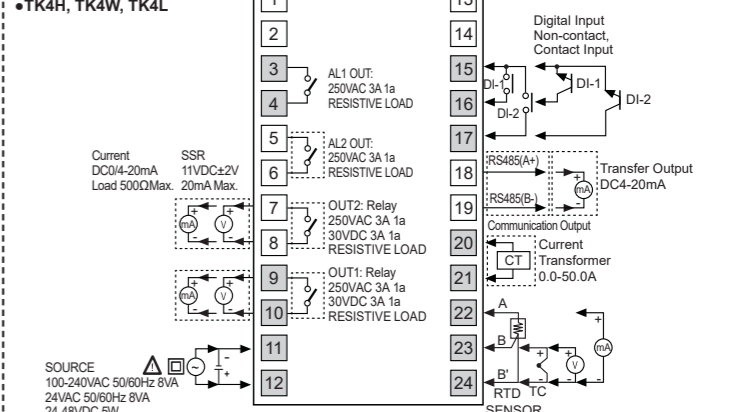 ●TK4H, TK4W, TK4L
1
2
3
4
5
6
7
8
9
10
11
12
13
14
15
16
17
18
19
20
21
22
23
24
AL1 OUT:
250VAC 3A 1a
RESISTIVE LOAD
AL2 OUT:
250VAC 3A 1a
RESISTIVE LOAD
Current
DC0/4-20mA
Load 500ΩMax.
SSR
11VDC±2V
20mA Max.
+
mA
-
+
V
-
OUT2: Relay
250VAC 3A 1a
30VDC 3A 1a
RESISTIVE LOAD
+
mA
-
+
V
-
OUT1: Relay
250VAC 3A 1a
30VDC 3A 1a
RESISTIVE LOAD
SOURCE
100-240VAC 50/60Hz 8VA
24VAC 50/60Hz 8VA
24-48VDC 5W
-
+
Digital Input
Non-contact,
Contact Input
DI-1
DI-2
DI-1
DI-2
RS485(A+)
RS485(B-)
+
mA
-
Transfer Output
DC4-20mA
Communication Output
CT
Current
Transformer
0.0-50.0A
A
B
B'
RTD
TC
+
-
+
V
-
+
mA
-
SENSOR